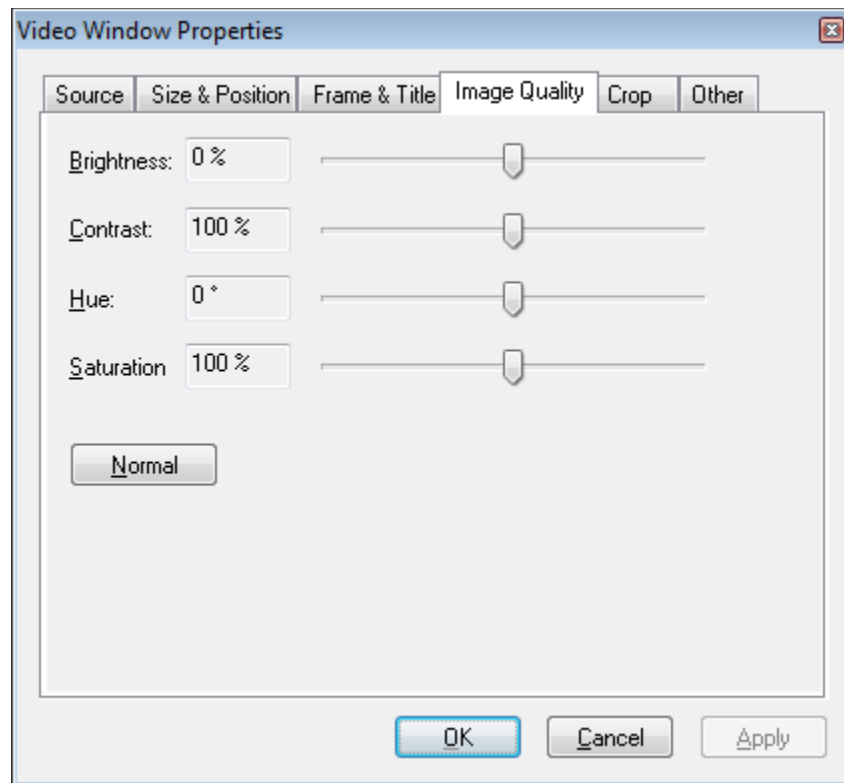 Video Window Properties
Source Size & Position Frame & Title Image Quality Crop Other
Brightness: 0 %
Contrast: 100 %
Hue: 0 °
Saturation 100 %
Normal
OK Cancel Apply